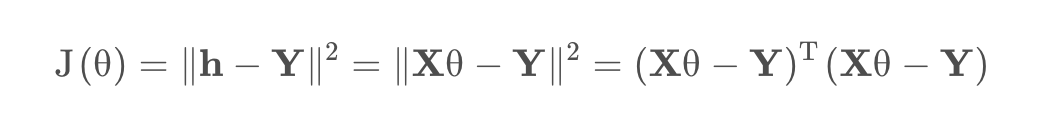 J(θ) = ‖h − Y‖² = ‖Xθ − Y‖² = (Xθ − Y)ᵀ(Xθ − Y)